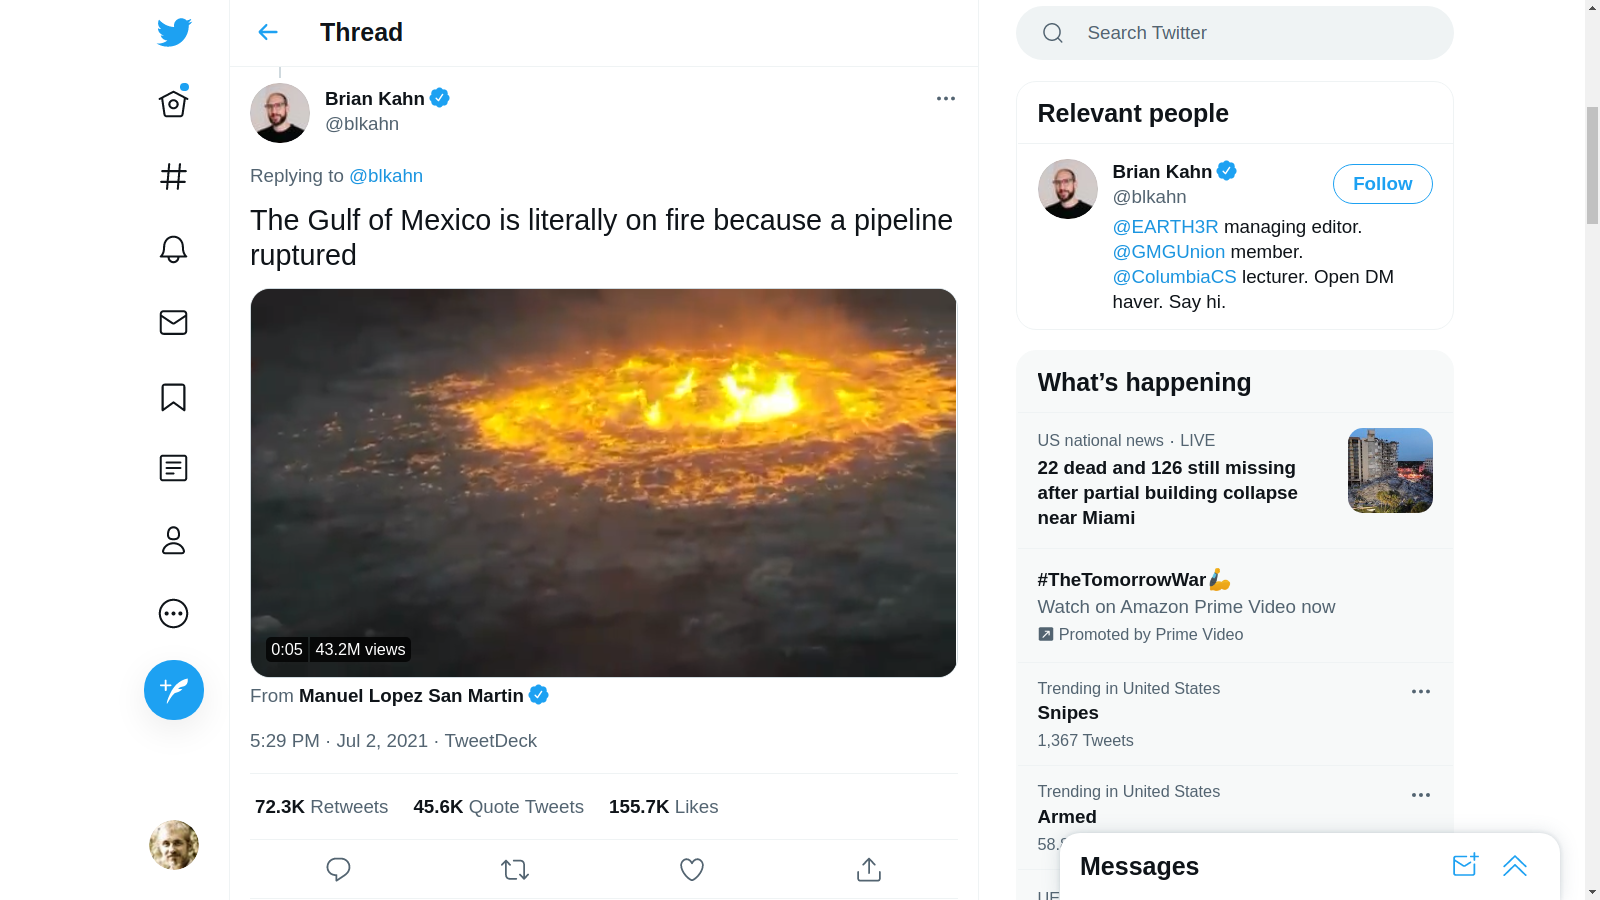 Thread
Brian Kahn
@blkahn
Replying to @blkahn
The Gulf of Mexico is literally on fire because a pipeline
ruptured
0:05 43.2M views
From Manuel Lopez San Martin
5:29 PM · Jul 2, 2021 · TweetDeck
72.3K Retweets 45.6K Quote Tweets 155.7K Likes
Search Twitter
Relevant people
Brian Kahn
@blkahn
Follow
@EARTH3R managing editor.
@GMGUnion member.
@ColumbiaCS lecturer. Open DM
haver. Say hi.
What’s happening
US national news · LIVE
22 dead and 126 still missing
after partial building collapse
near Miami
#TheTomorrowWar
Watch on Amazon Prime Video now
Promoted by Prime Video
Trending in United States
Snipes
1,367 Tweets
Trending in United States
Armed
Messages